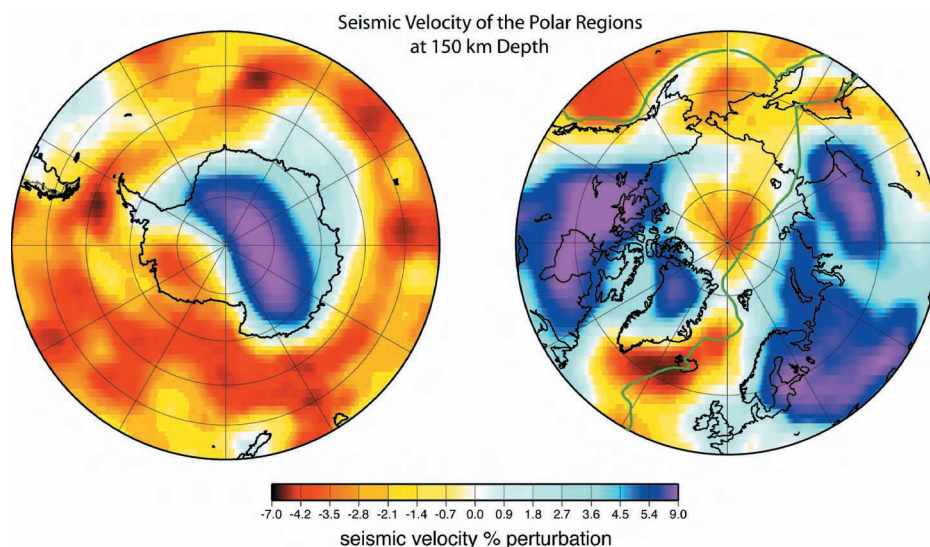 Seismic Velocity of the Polar Regions
at 150 km Depth
-7.0 -4.2 -3.5 -2.8 -2.1 -1.4 -0.7 0.0 0.9 1.8 2.7 3.6 4.5 5.4 9.0
seismic velocity % perturbation